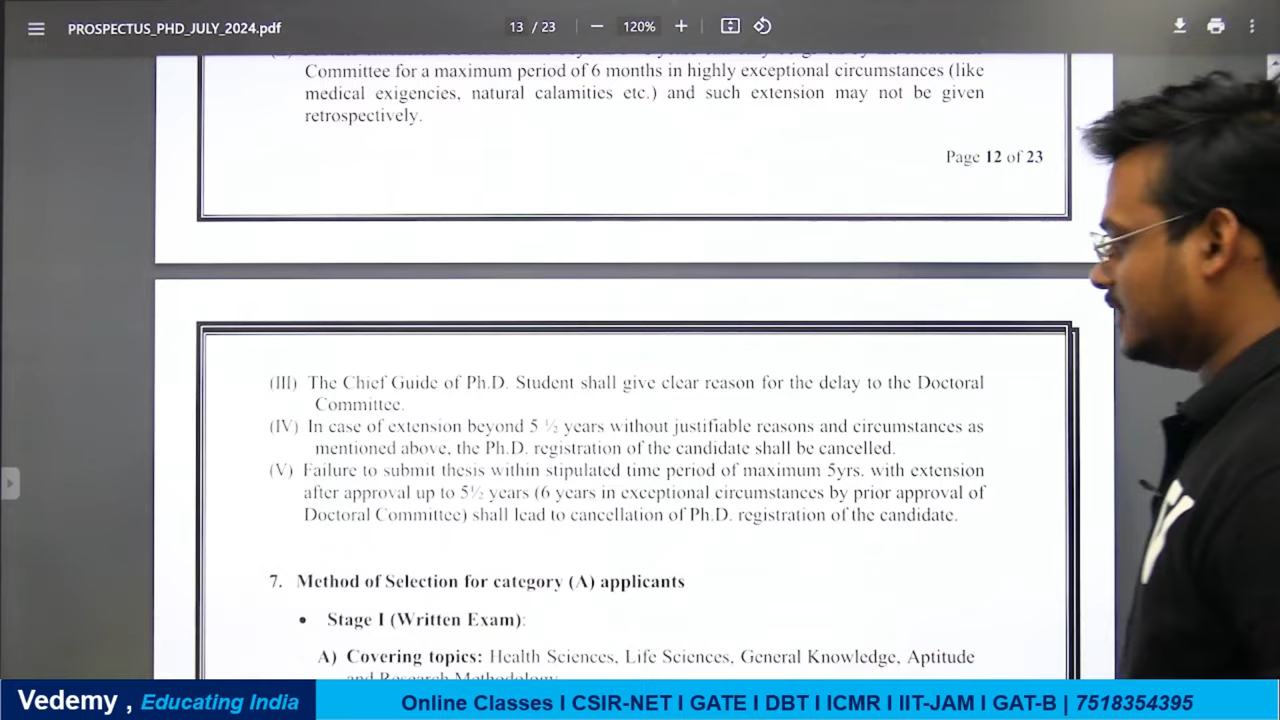 PROSPECTUS_PHD_JULY_2024.pdf
13 / 23
120%
Committee for a maximum period of 6 months in highly exceptional circumstances (like
medical exigencies, natural calamities etc.) and such extension may not be given
retrospectively.
Page 12 of 23
(III) The Chief Guide of Ph.D. Student shall give clear reason for the delay to the Doctoral
Committee.
(IV) In case of extension beyond 5 ½ years without justifiable reasons and circumstances as
mentioned above, the Ph.D. registration of the candidate shall be cancelled.
(V) Failure to submit thesis within stipulated time period of maximum 5yrs. with extension
after approval up to 5½ years (6 years in exceptional circumstances by prior approval of
Doctoral Committee) shall lead to cancellation of Ph.D. registration of the candidate.
7. Method of Selection for category (A) applicants
• Stage I (Written Exam):
A) Covering topics: Health Sciences, Life Sciences, General Knowledge, Aptitude
and Research Methodology
Vedemy , Educating India
Online Classes I CSIR-NET I GATE I DBT I ICMR I IIT-JAM I GAT-B | 7518354395